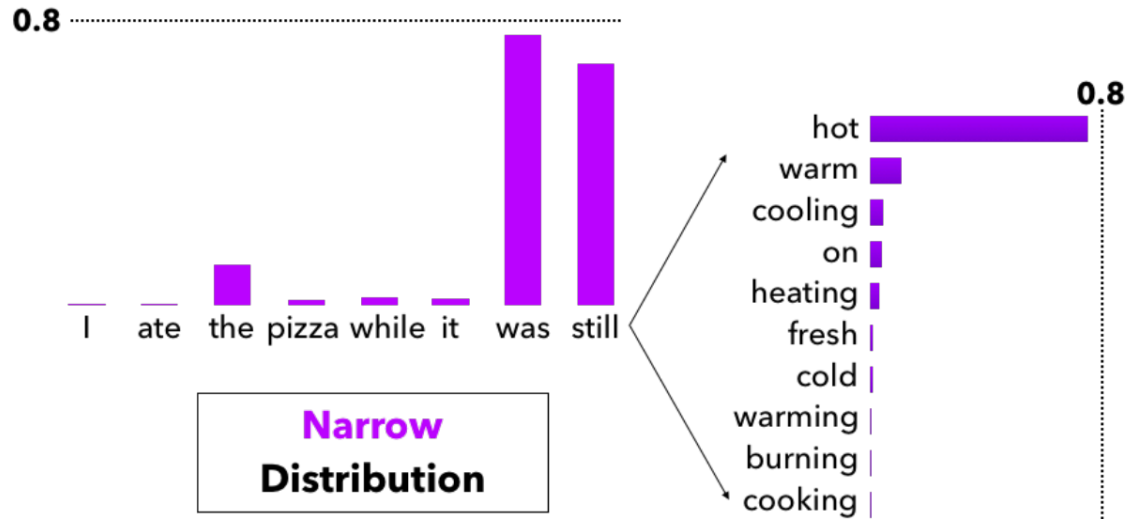 0.8
I ate the pizza while it was still
Narrow
Distribution
0.8
hot
warm
cooling
on
heating
fresh
cold
warming
burning
cooking